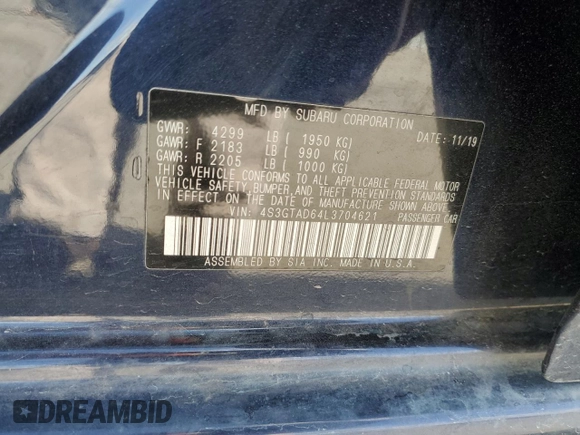 MFD BY SUBARU CORPORATION
GVWR: 4299 LB ( 1950 KG) DATE: 11/19
GAWR: F 2183 LB ( 990 KG)
GAWR: R 2205 LB ( 1000 KG)
THIS VEHICLE CONFORMS TO ALL APPLICABLE FEDERAL MOTOR
VEHICLE SAFETY, BUMPER, AND THEFT PREVENTION STANDARDS
IN EFFECT ON THE DATE OF MANUFACTURE SHOWN ABOVE.
VIN: 4S3GTAD64L3704621 PASSENGER CAR
ASSEMBLED BY SIA INC. MADE IN U.S.A.
DREAMBID